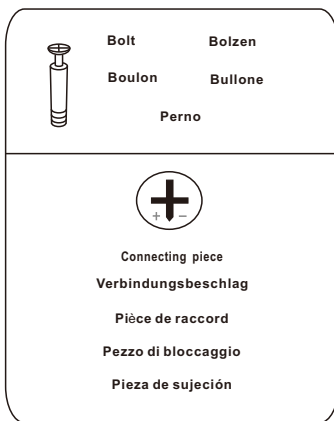 Bolt Bolzen
Boulon Bullone
Perno
+ −
Connecting piece
Verbindungsbeschlag
Pièce de raccord
Pezzo di bloccaggio
Pieza de sujeción